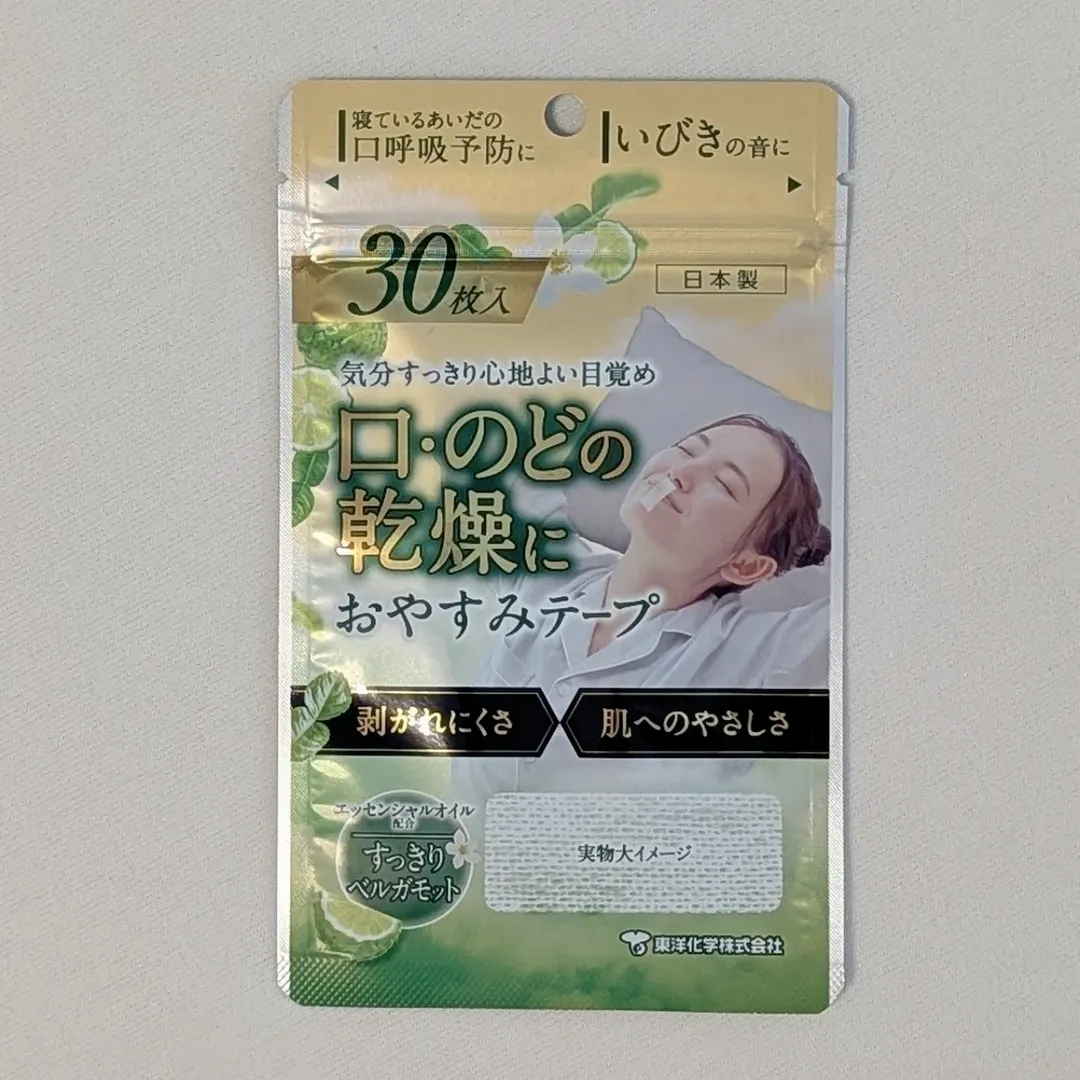 寝ているあいだの
口呼吸予防に
いびきの音に
30枚入
日本製
気分すっきり心地よい目覚め
口・のどの
乾燥に
おやすみテープ
剥がれにくさ
肌へのやさしさ
エッセンシャルオイル
配合
すっきり
ベルガモット
実物大イメージ
東洋化学株式会社